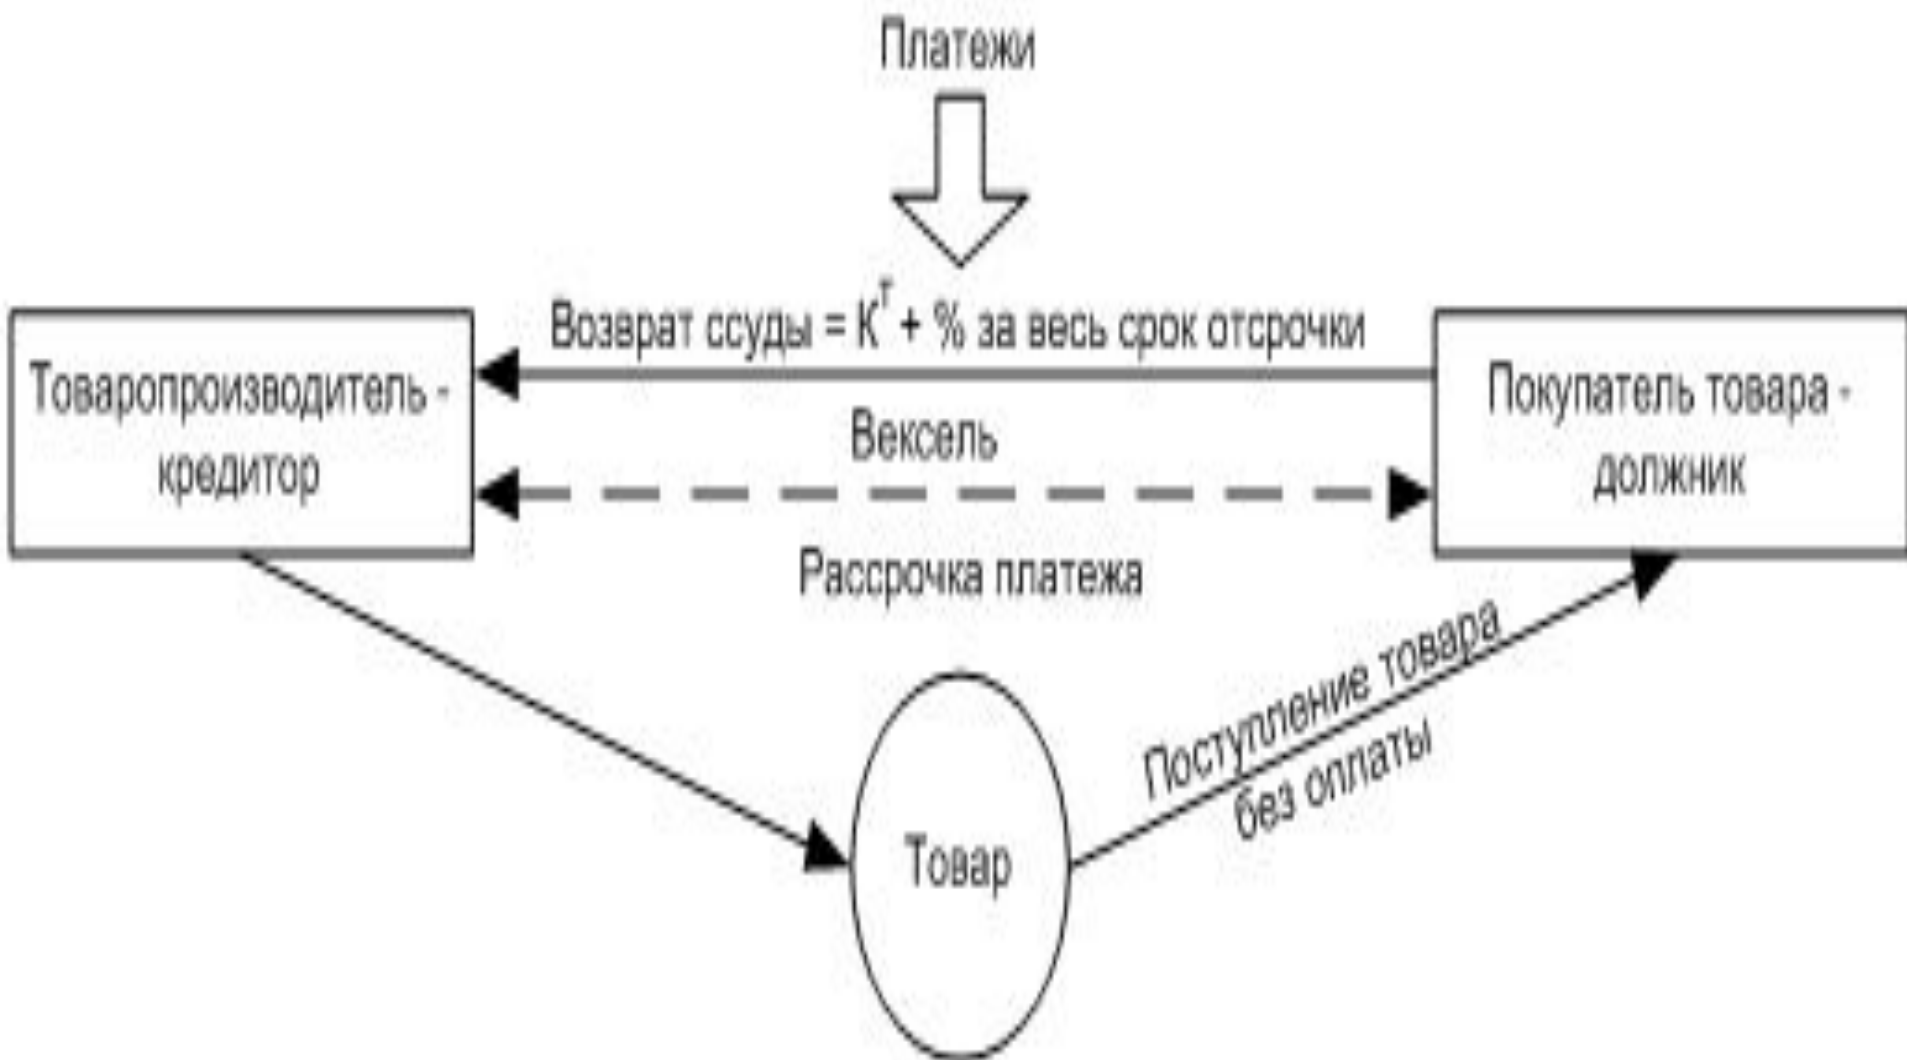 Платежи
Возврат ссуды = Кᵀ + % за весь срок отсрочки
Товаропроизводитель -
кредитор
Вексель
Покупатель товара -
должник
Рассрочка платежа
Поступление товара
без оплаты
Товар